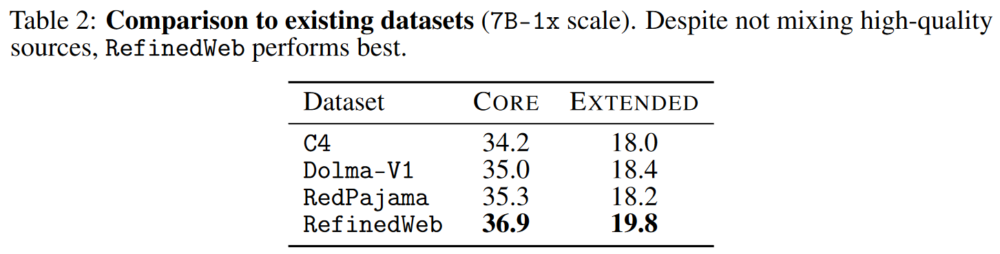 Table 2: Comparison to existing datasets (7B-1x scale). Despite not mixing high-quality
sources, RefinedWeb performs best.
Dataset CORE EXTENDED
C4 34.2 18.0
Dolma-V1 35.0 18.4
RedPajama 35.3 18.2
RefinedWeb 36.9 19.8